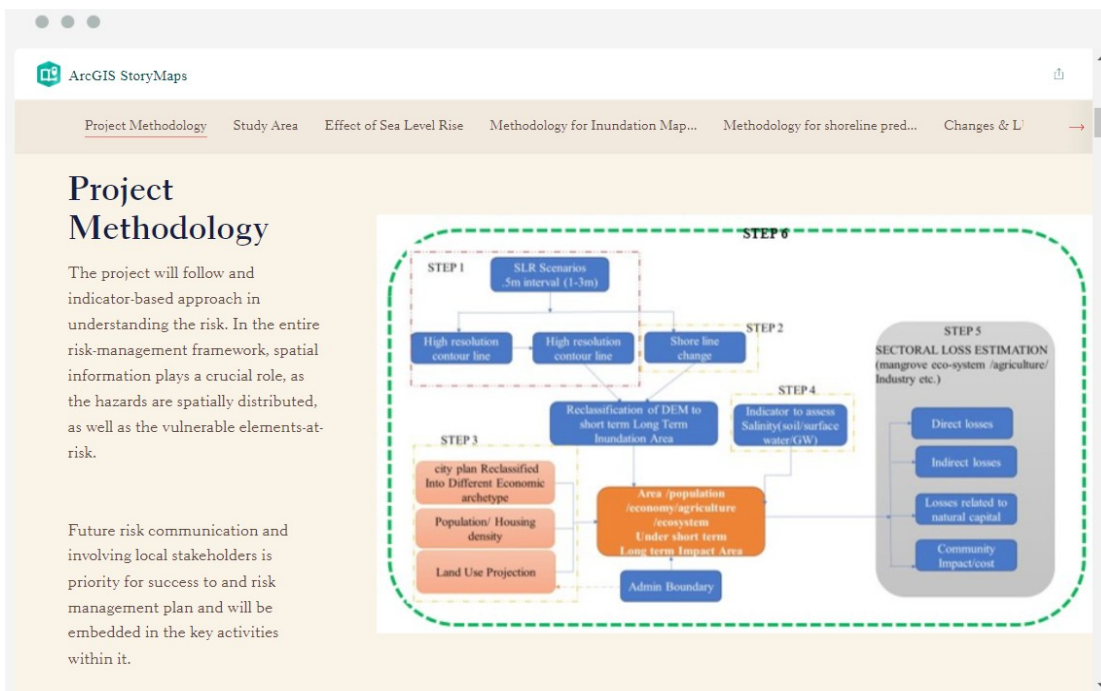 ArcGIS StoryMaps
Project Methodology
Study Area
Effect of Sea Level Rise
Methodology for Inundation Map...
Methodology for shoreline pred...
Changes & L
→
Project
Methodology
The project will follow and
indicator-based approach in
understanding the risk. In the entire
risk-management framework, spatial
information plays a crucial role, as
the hazards are spatially distributed,
as well as the vulnerable elements-at-
risk.
Future risk communication and
involving local stakeholders is
priority for success to and risk
management plan and will be
embedded in the key activities
within it.
STEP 6
STEP 1
SLR Scenarios
.5m interval (1-3m)
High resolution
contour line
High resolution
contour line
STEP 2
Shore line
change
Reclassification of DEM to
short term Long Term
Inundation Area
STEP 4
Indicator to assess
Salinity(soil/surface
water/GW)
STEP 3
city plan Reclassified
Into Different Economic
archetype
Population/ Housing
density
Land Use Projection
Area /population
/economy/agriculture
/ecosystem
Under short term
Long term Impact Area
Admin Boundary
STEP 5
SECTORAL LOSS ESTIMATION
(mangrove eco-system /agriculture/
Industry etc.)
Direct losses
Indirect losses
Losses related to
natural capital
Community
Impact/cost